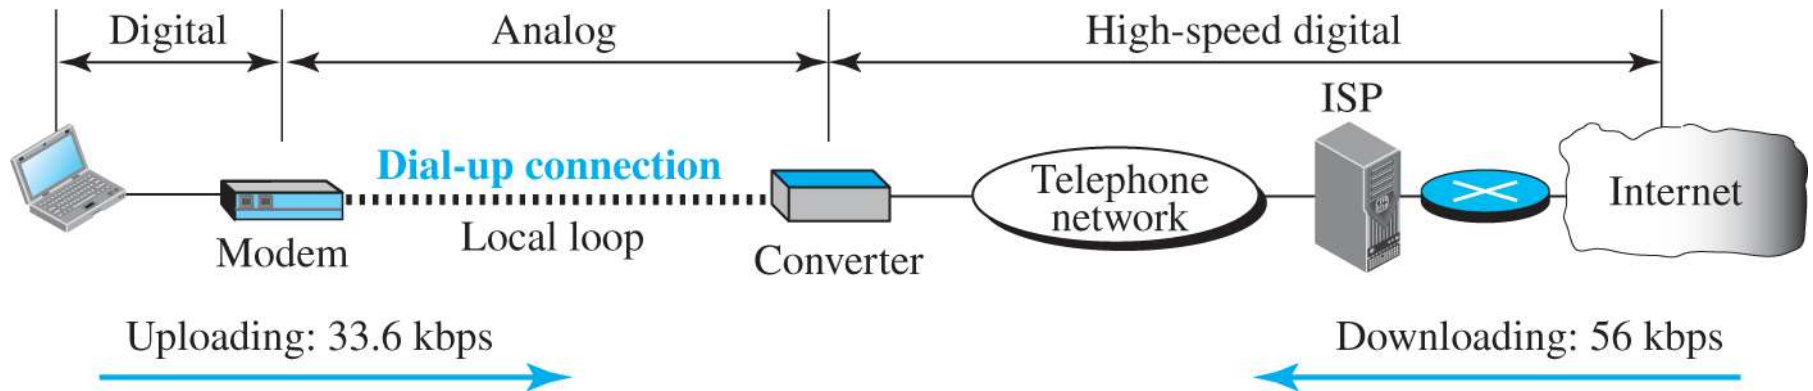 Digital
Analog
High-speed digital
ISP
Dial-up connection
Telephone
network
Internet
Local loop
Modem
Converter
Uploading: 33.6 kbps
Downloading: 56 kbps